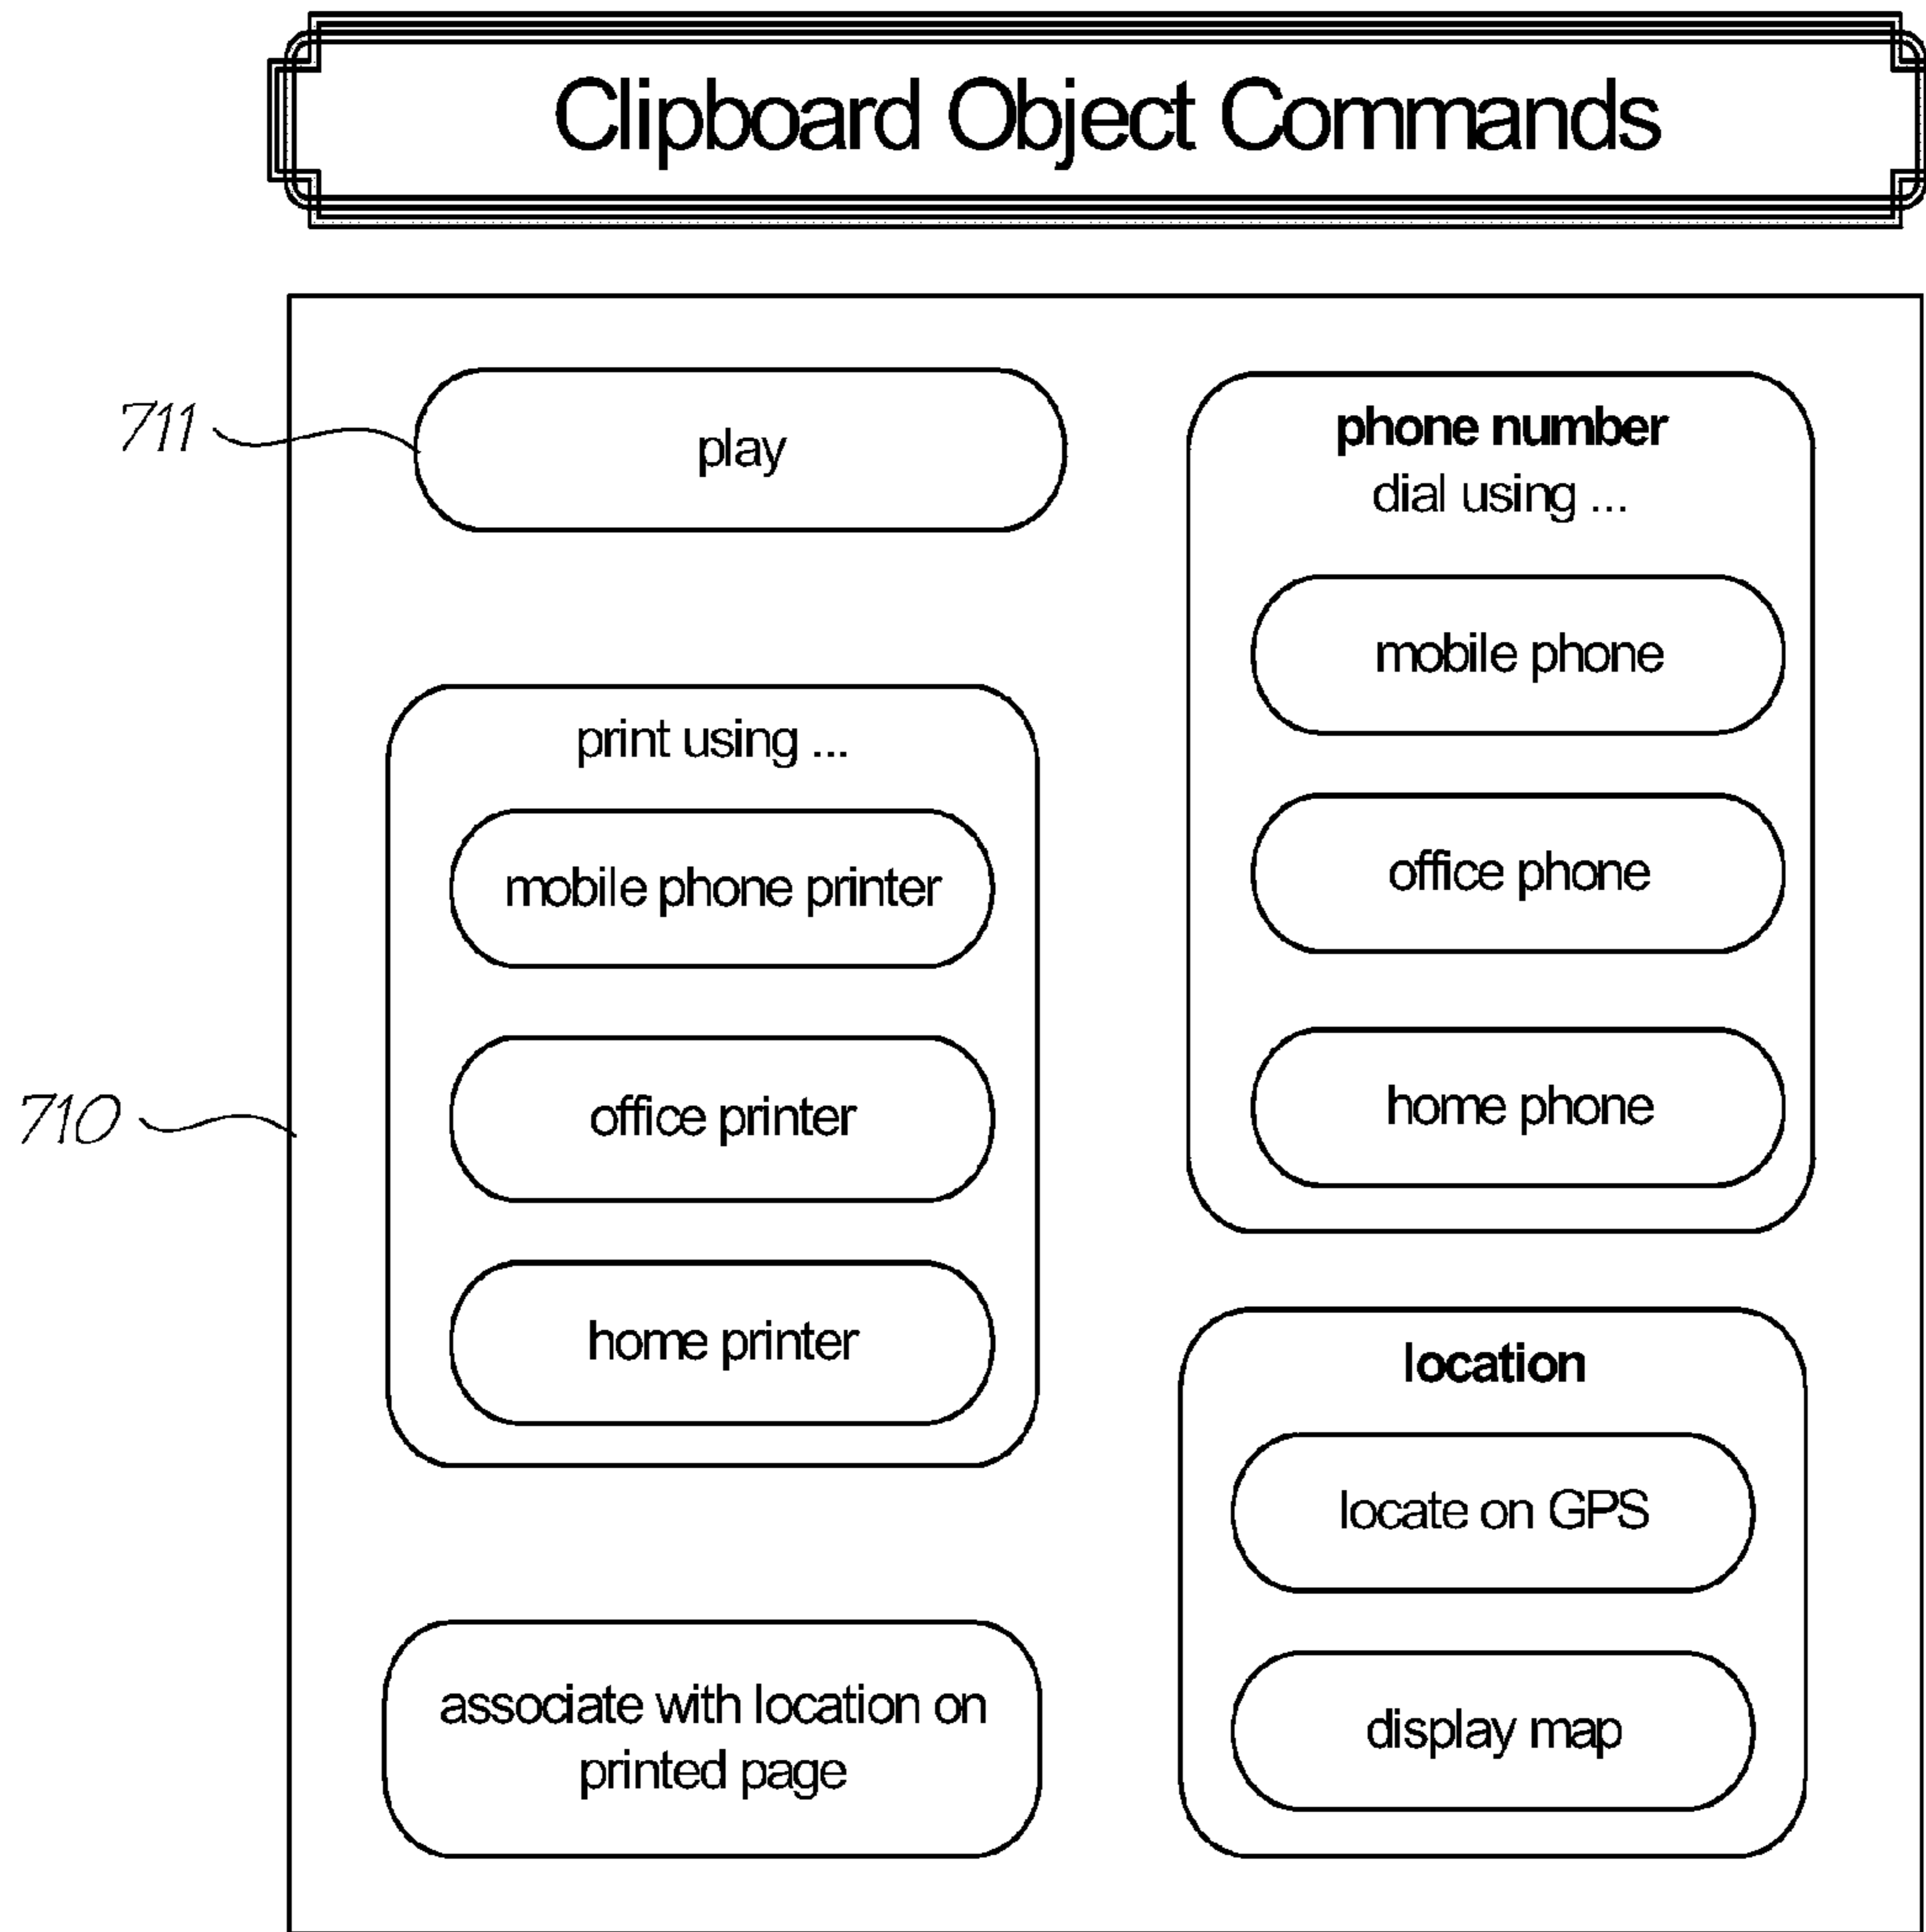 Clipboard Object Commands
711
play
print using ...
mobile phone printer
office printer
home printer
710
associate with location on
printed page
phone number
dial using ...
mobile phone
office phone
home phone
location
locate on GPS
display map